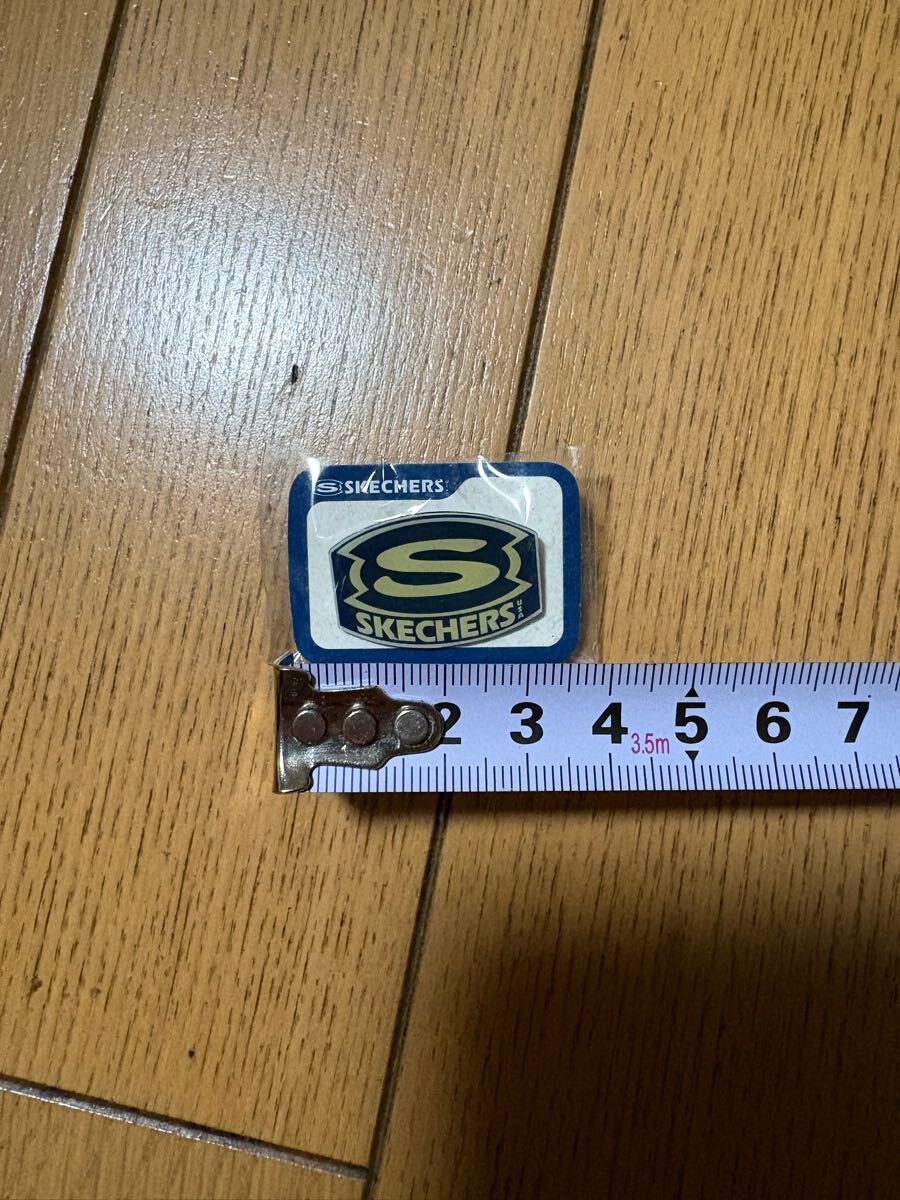 S SKECHERS
S
USA
SKECHERS
2 3 4 5 6 7
3.5m